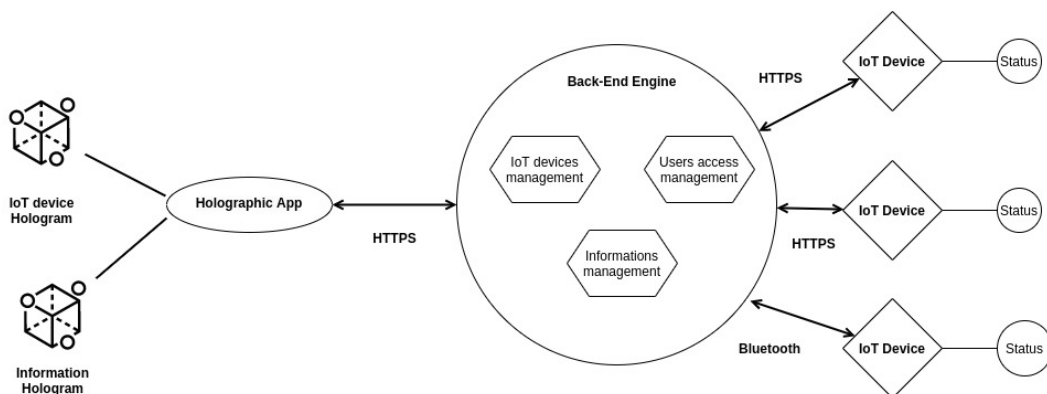 IoT device
Hologram
Information
Hologram
Holographic App
HTTPS
Back-End Engine
IoT devices
management
Users access
management
Informations
management
HTTPS
IoT Device
Status
HTTPS
IoT Device
Status
Bluetooth
IoT Device
Status